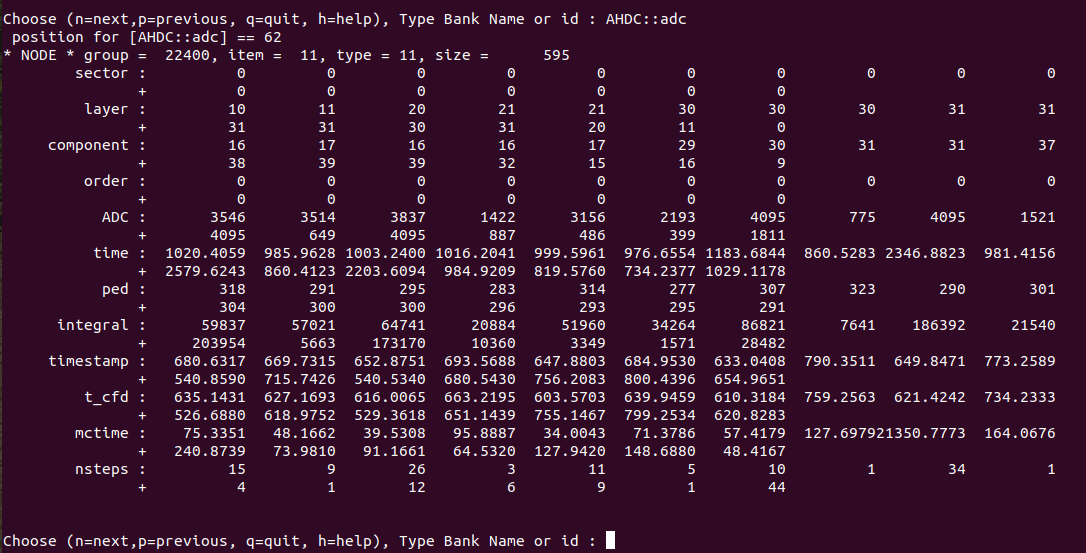 Choose (n=next,p=previous, q=quit, h=help), Type Bank Name or id : AHDC::adc
position for [AHDC::adc] == 62
* NODE * group =  22400, item =  11, type = 11, size =      595
sector :         0         0         0         0         0         0         0         0         0         0
+         0         0         0         0         0         0         0
layer :        10        11        20        21        21        30        30        30        31        31
+        31        31        30        31        20        11         0
component :        16        17        16        16        17        29        30        31        31        37
+        38        39        39        32        15        16         9
order :         0         0         0         0         0         0         0         0         0         0
+         0         0         0         0         0         0         0
ADC :      3546      3514      3837      1422      3156      2193      4095       775      4095      1521
+      4095       649      4095       887       486       399      1811
time : 1020.4059  985.9628 1003.2400 1016.2041  999.5961  976.6554 1183.6844  860.5283 2346.8823  981.4156
+ 2579.6243  860.4123 2203.6094  984.9209  819.5760  734.2377 1029.1178
ped :       318       291       295       283       314       277       307       323       290       301
+       304       300       300       296       293       295       291
integral :     59837     57021     64741     20884     51960     34264     86821      7641    186392     21540
+    203954      5663    173170     10360      3349      1571     28482
timestamp :  680.6317  669.7315  652.8751  693.5688  647.8803  684.9530  633.0408  790.3511  649.8471  773.2589
+  540.8590  715.7426  540.5340  680.5430  756.2083  800.4396  654.9651
t_cfd :  635.1431  627.1693  616.0065  663.2195  603.5703  639.9459  610.3184  759.2563  621.4242  734.2333
+  526.6880  618.9752  529.3618  651.1439  755.1467  799.2534  620.8283
mctime :   75.3351   48.1662   39.5308   95.8887   34.0043   71.3786   57.4179  127.697921350.7773  164.0676
+  240.8739   73.9810   91.1661   64.5320  127.9420  148.6880   48.4167
nsteps :        15         9        26         3        11         5        10         1        34         1
+         4         1        12         6         9         1        44
Choose (n=next,p=previous, q=quit, h=help), Type Bank Name or id :